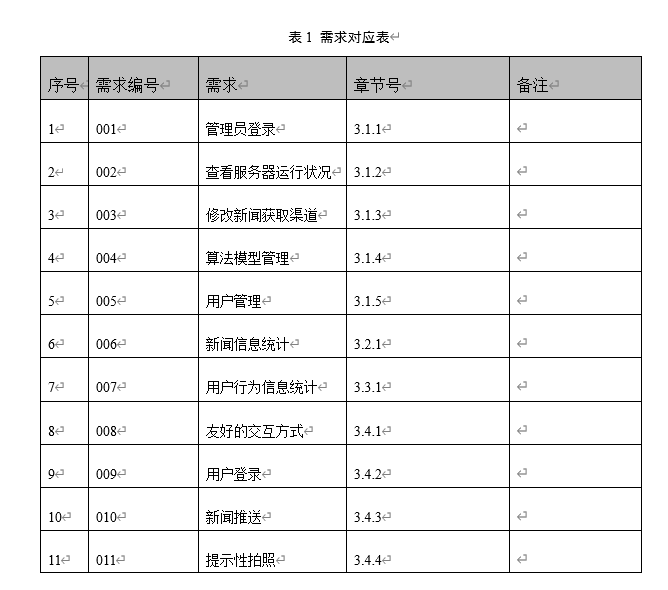 表 1 需求对应表
序号 需求编号 需求 章节号 备注
1 001 管理员登录 3.1.1
2 002 查看服务器运行状况 3.1.2
3 003 修改新闻获取渠道 3.1.3
4 004 算法模型管理 3.1.4
5 005 用户管理 3.1.5
6 006 新闻信息统计 3.2.1
7 007 用户行为信息统计 3.3.1
8 008 友好的交互方式 3.4.1
9 009 用户登录 3.4.2
10 010 新闻推送 3.4.3
11 011 提示性拍照 3.4.4